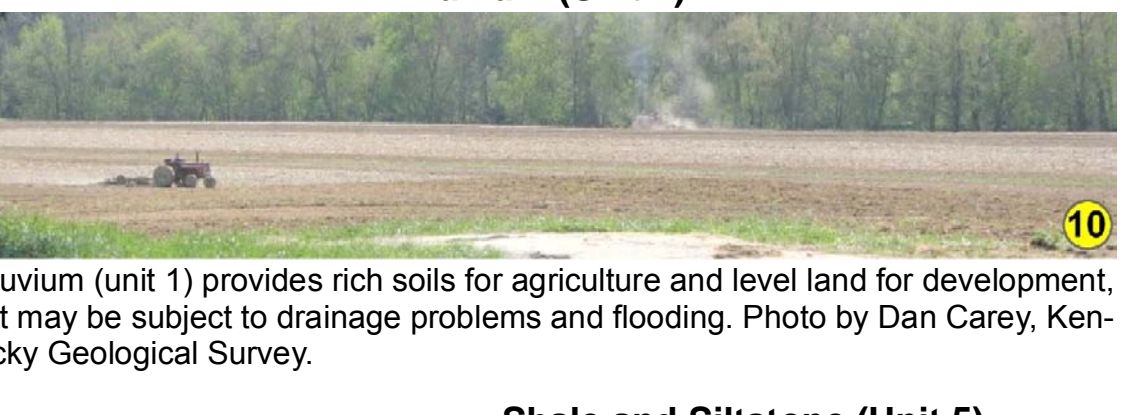 10
uvium (unit 1) provides rich soils for agriculture and level land for development,
t may be subject to drainage problems and flooding. Photo by Dan Carey, Ken-
cky Geological Survey.
Shale and Siltstone (Unit 5)